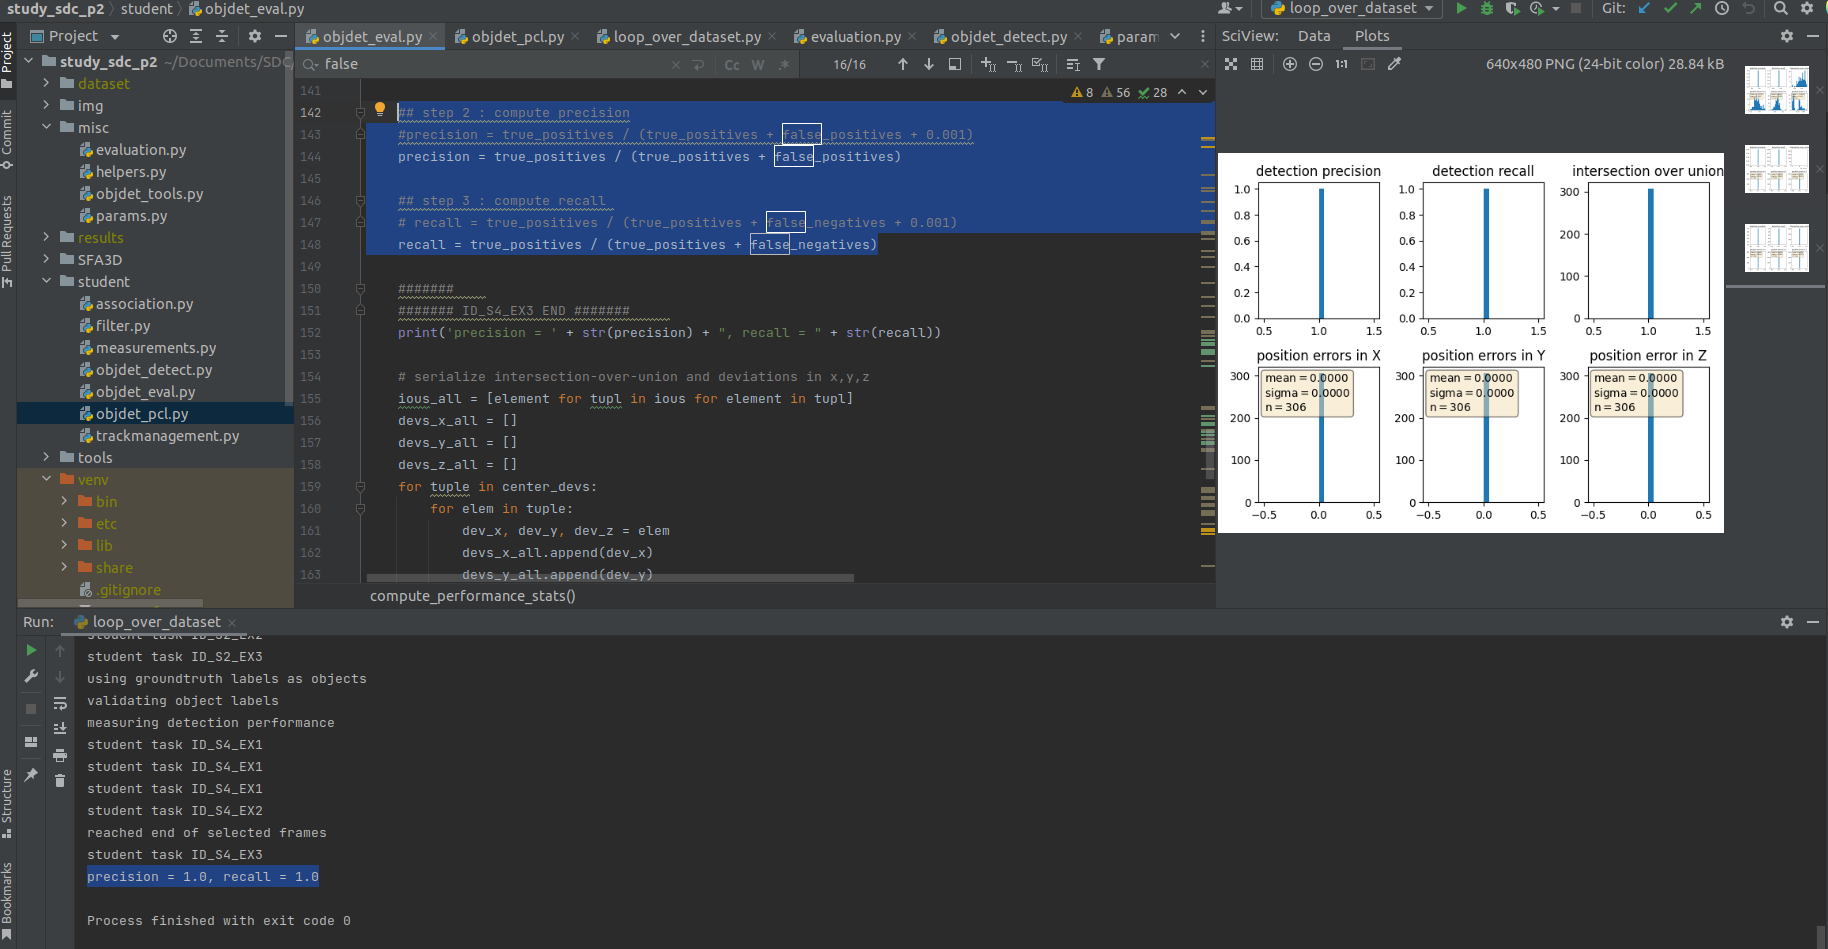 study_sdc_p2 › student › objdet_eval.py
loop_over_dataset
Git:
Project
objdet_eval.py
objdet_pcl.py
loop_over_dataset.py
evaluation.py
objdet_detect.py
param
SciView:
Data
Plots
false
Cc
W
16/16
1:1
640x480 PNG (24-bit color) 28.84 kB
Project
Commit
Pull Requests
Structure
Bookmarks
study_sdc_p2 ~/Documents/SDC/
dataset
img
misc
evaluation.py
helpers.py
objdet_tools.py
params.py
results
SFA3D
student
association.py
filter.py
measurements.py
objdet_detect.py
objdet_eval.py
objdet_pcl.py
trackmanagement.py
tools
venv
bin
etc
lib
share
.gitignore
8 56 28
141
142 ## step 2 : compute precision
143 #precision = true_positives / (true_positives + false_positives + 0.001)
144 precision = true_positives / (true_positives + false_positives)
145
146 ## step 3 : compute recall
147 # recall = true_positives / (true_positives + false_negatives + 0.001)
148 recall = true_positives / (true_positives + false_negatives)
149
150 #######
151 ####### ID_S4_EX3 END #######
152 print('precision = ' + str(precision) + ", recall = " + str(recall))
153
154 # serialize intersection-over-union and deviations in x,y,z
155 ious_all = [element for tupl in ious for element in tupl]
156 devs_x_all = []
157 devs_y_all = []
158 devs_z_all = []
159 for tuple in center_devs:
160 for elem in tuple:
161 dev_x, dev_y, dev_z = elem
162 devs_x_all.append(dev_x)
163 devs_y_all.append(dev_y)
compute_performance_stats()
detection precision
1.0
0.8
0.6
0.4
0.2
0.0
0.5 1.0 1.5
detection recall
1.0
0.8
0.6
0.4
0.2
0.0
0.5 1.0 1.5
intersection over union
300
200
100
0
0.5 1.0 1.5
position errors in X
mean = 0.0000
sigma = 0.0000
n = 306
300
200
100
0
−0.5 0.0 0.5
position errors in Y
mean = 0.0000
sigma = 0.0000
n = 306
300
200
100
0
−0.5 0.0 0.5
position error in Z
mean = 0.0000
sigma = 0.0000
n = 306
300
200
100
0
−0.5 0.0 0.5
Run: loop_over_dataset
student task ID_S2_EX2
student task ID_S2_EX3
using groundtruth labels as objects
validating object labels
measuring detection performance
student task ID_S4_EX1
student task ID_S4_EX1
student task ID_S4_EX1
student task ID_S4_EX2
reached end of selected frames
student task ID_S4_EX3
precision = 1.0, recall = 1.0
Process finished with exit code 0